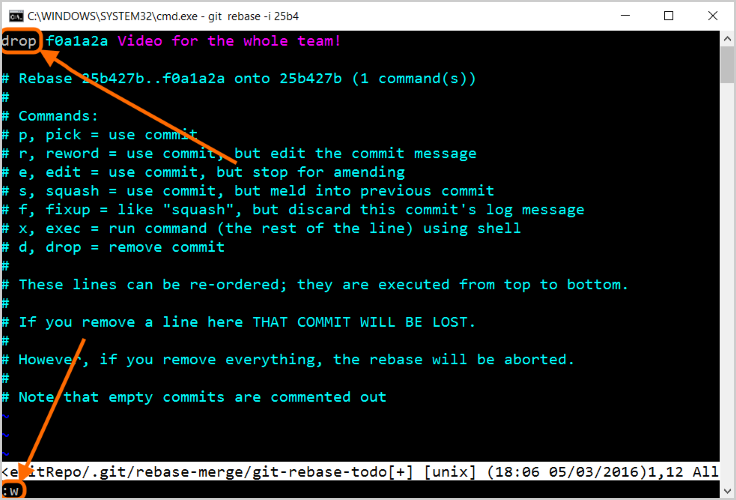 C:\WINDOWS\SYSTEM32\cmd.exe - git rebase -i 25b4
drop f0a1a2a Video for the whole team!
# Rebase 25b427b..f0a1a2a onto 25b427b (1 command(s))
#
# Commands:
# p, pick = use commit
# r, reword = use commit, but edit the commit message
# e, edit = use commit, but stop for amending
# s, squash = use commit, but meld into previous commit
# f, fixup = like "squash", but discard this commit's log message
# x, exec = run command (the rest of the line) using shell
# d, drop = remove commit
#
# These lines can be re-ordered; they are executed from top to bottom.
#
# If you remove a line here THAT COMMIT WILL BE LOST.
#
# However, if you remove everything, the rebase will be aborted.
#
# Note that empty commits are commented out
~
~
~
.git/rebase-merge/git-rebase-todo[+] [unix] (18:06 05/03/2016)1,12 All
:w